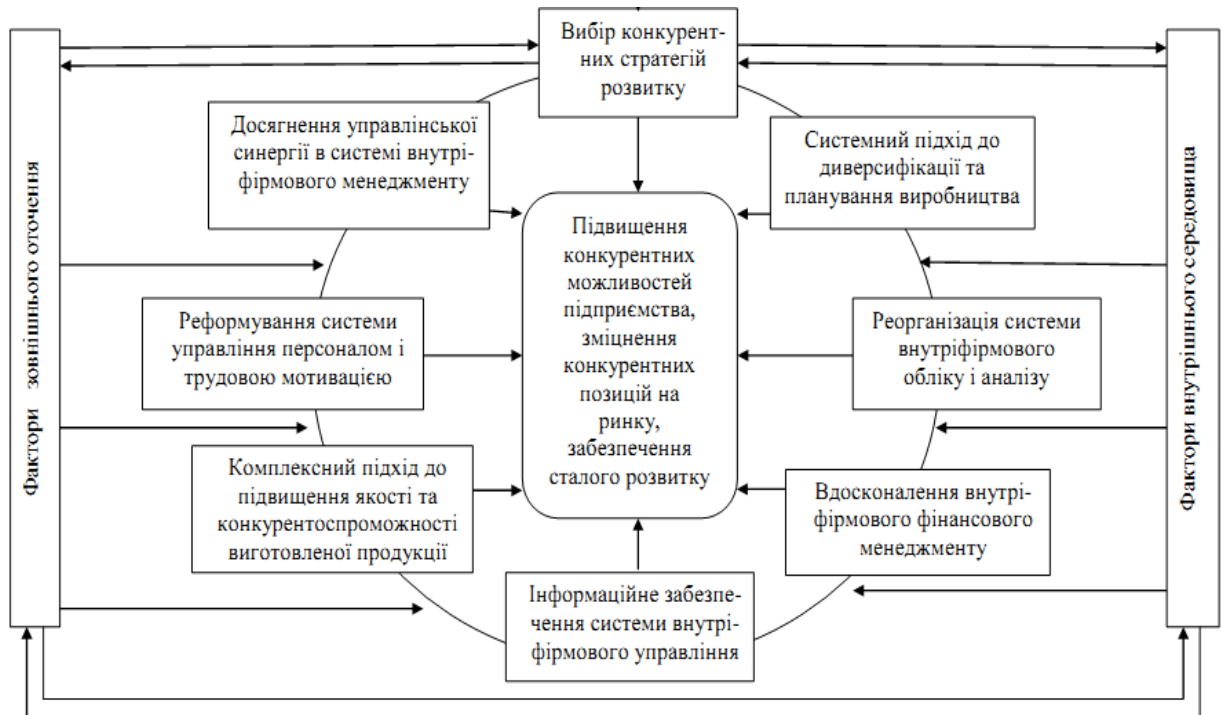 Вибір конкурент-
них стратегій
розвитку
Фактори зовнішнього оточення
Досягнення управлінської
синергії в системі внутрі-
фірмового менеджменту
Системний підхід до
диверсифікації та
планування виробництва
Фактори внутрішнього середовища
Підвищення
конкурентних
можливостей
підприємства,
зміцнення
конкурентних
позицій на
ринку,
забезпечення
сталого розвитку
Реформування системи
управління персоналом і
трудовою мотивацією
Реорганізація системи
внутріфірмового
обліку і аналізу
Комплексний підхід до
підвищення якості та
конкурентоспроможності
виготовленої продукції
Вдосконалення внутрі-
фірмового фінансового
менеджменту
Інформаційне забезпе-
чення системи внутрі-
фірмового управління